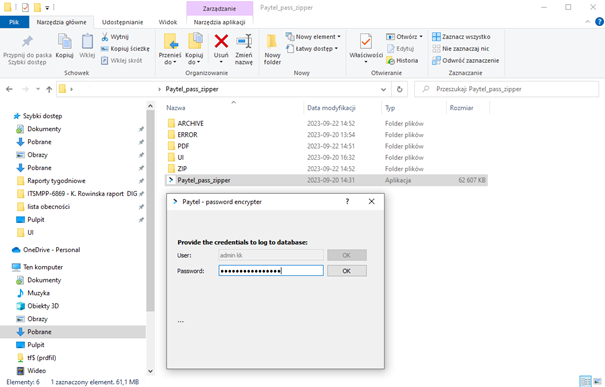 Zarządzanie
Paytel_pass_zipper
Plik
Narzędzia główne
Udostępnianie
Widok
Narzędzia aplikacji
Przypnij do paska
Szybki dostęp
Kopiuj
Wklej
Wytnij
Kopiuj ścieżkę
Wklej skrót
Schowek
Przenieś do
Kopiuj do
Usuń
Zmień nazwę
Organizowanie
Nowy folder
Nowy element
Łatwy dostęp
Nowy
Właściwości
Otwórz
Edytuj
Historia
Otwieranie
Zaznacz wszystko
Nie zaznaczaj nic
Odwróć zaznaczenie
Zaznaczanie
Paytel_pass_zipper
Przeszukaj: Paytel_pass_zipper
Nazwa
Data modyfikacji
Typ
Rozmiar
ARCHIVE 2023-09-22 14:52 Folder plików
ERROR 2023-09-20 13:54 Folder plików
PDF 2023-09-22 14:51 Folder plików
UI 2023-09-20 16:32 Folder plików
ZIP 2023-09-22 14:52 Folder plików
Paytel_pass_zipper 2023-09-20 14:31 Aplikacja 62 607 KB
Szybki dostęp
Dokumenty
Pobrane
Obrazy
Pobrane
Raporty tygodniowe
ITSMPP-6869 - K. Rowinska raport DIG
lista obecności
Pulpit
UI
OneDrive - Personal
Ten komputer
Dokumenty
Muzyka
Obiekty 3D
Obrazy
Pobrane
Pulpit
tf$ (prdfil)
Wideo
Paytel - password encrypter
Provide the credentials to log to database:
User: admin kk OK
Password: OK
...
Elementy: 6 1 zaznaczony element. 61,1 MB